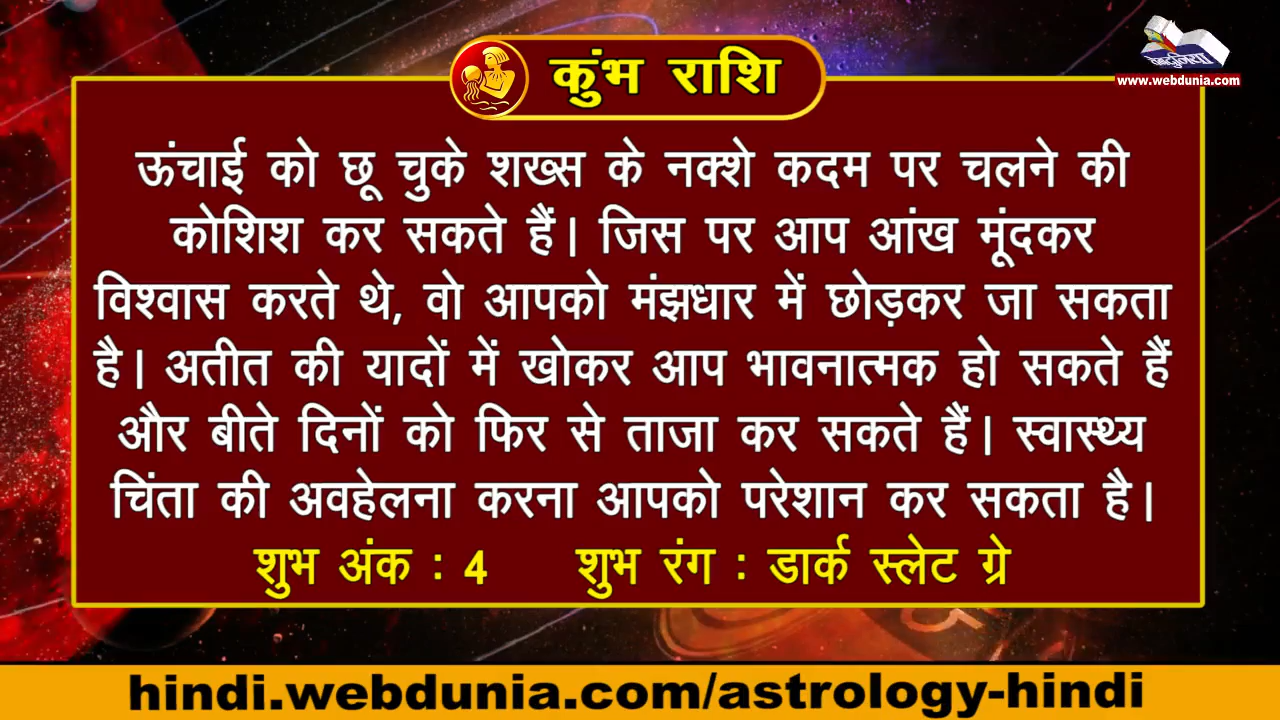 वेबदुनिया
www.webdunia.com
कुंभ राशि
ऊंचाई को छू चुके शख्स के नक्शे कदम पर चलने की
कोशिश कर सकते हैं। जिस पर आप आंख मूंदकर
विश्वास करते थे, वो आपको मंझधार में छोड़कर जा सकता
है। अतीत की यादों में खोकर आप भावनात्मक हो सकते हैं
और बीते दिनों को फिर से ताजा कर सकते हैं। स्वास्थ्य
चिंता की अवहेलना करना आपको परेशान कर सकता है।
शुभ अंक : 4 शुभ रंग : डार्क स्लेट ग्रे
hindi.webdunia.com/astrology-hindi